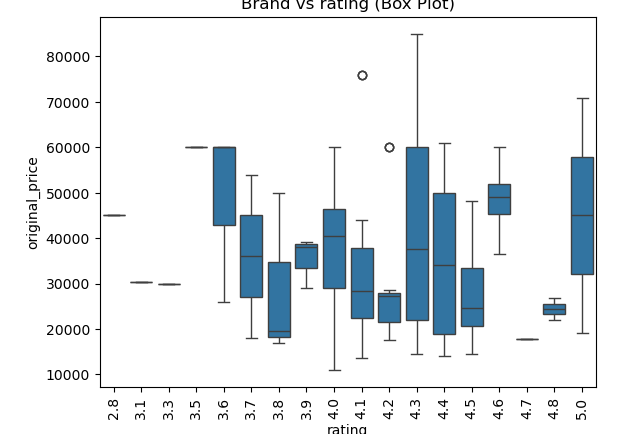 Brand vs rating (Box Plot)
80000
70000
60000
50000
40000
30000
20000
10000
original_price
2.8 3.1 3.3 3.5 3.6 3.7 3.8 3.9 4.0 4.1 4.2 4.3 4.4 4.5 4.6 4.7 4.8 5.0
rating